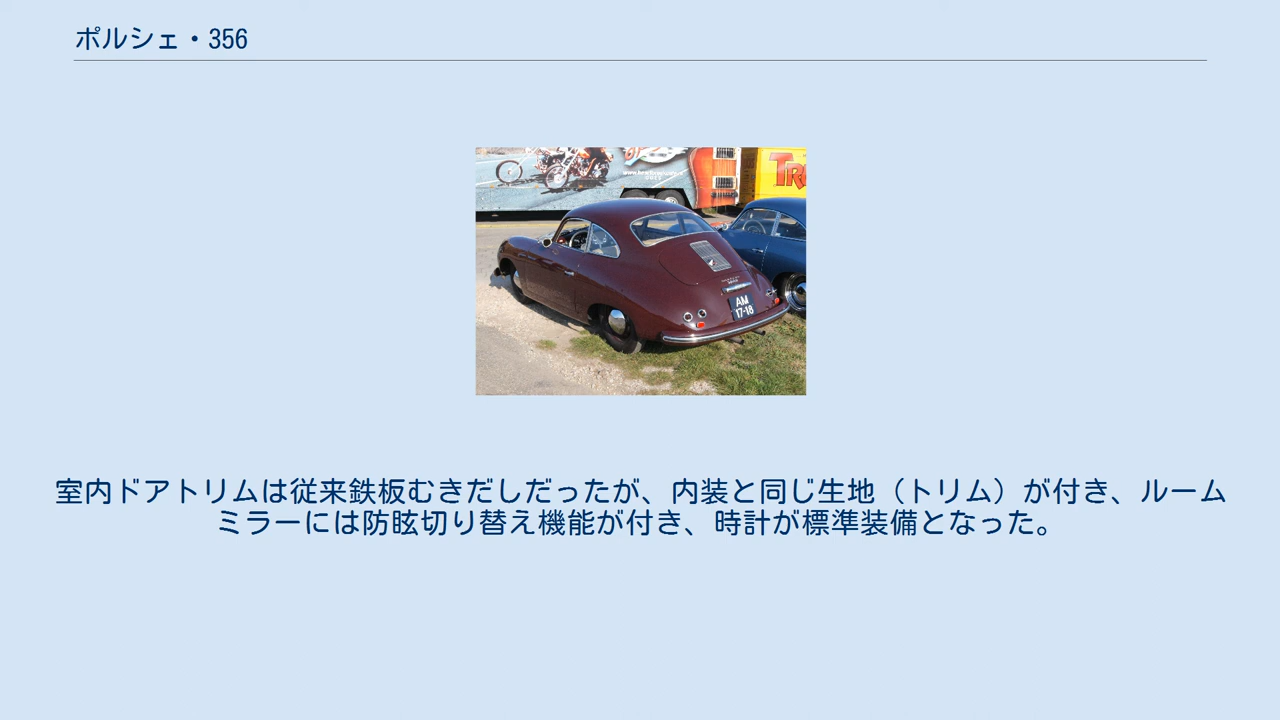 ポルシェ・356
AM
17-18
室内ドアトリムは従来鉄板むきだしだったが、内装と同じ生地（トリム）が付き、ルーム
ミラーには防眩切り替え機能が付き、時計が標準装備となった。